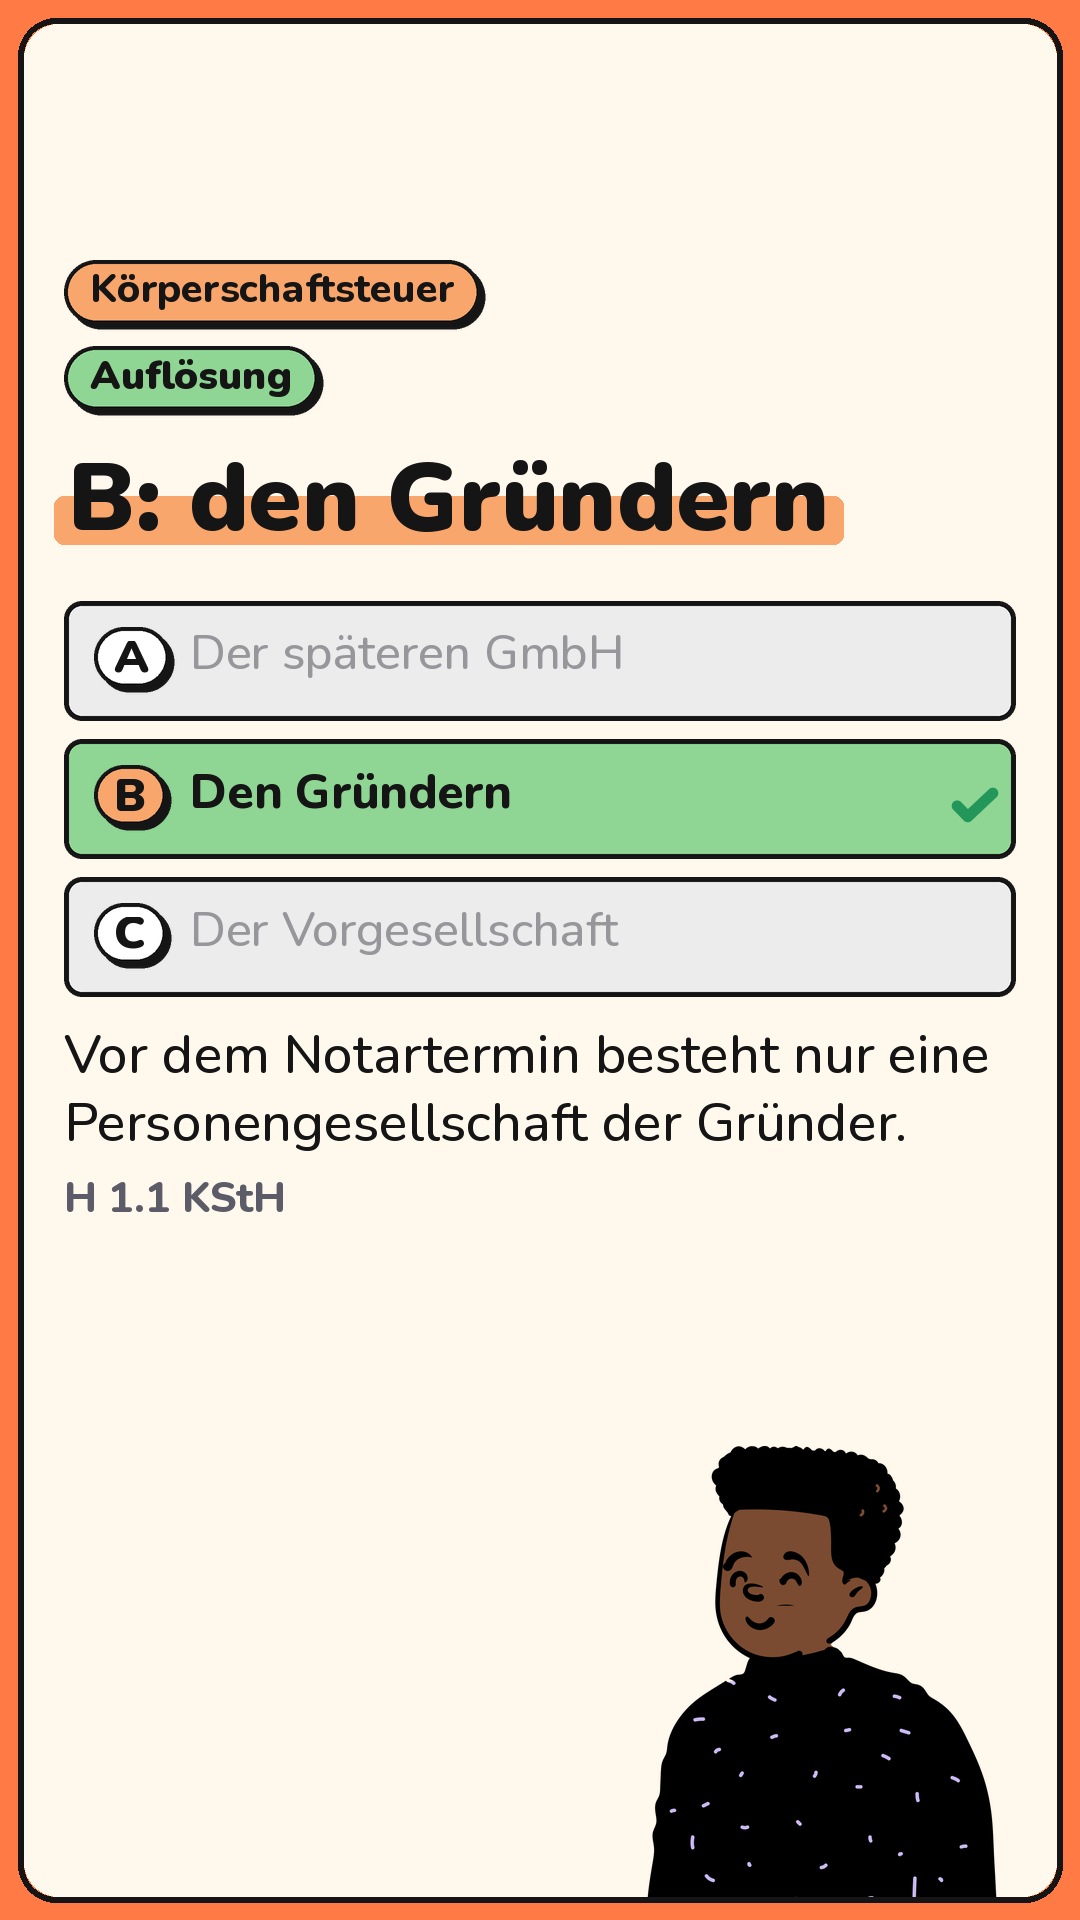 Körperschaftsteuer
Auflösung
B: den Gründern
A Der späteren GmbH
B Den Gründern
C Der Vorgesellschaft
Vor dem Notartermin besteht nur eine
Personengesellschaft der Gründer.
H 1.1 KStH